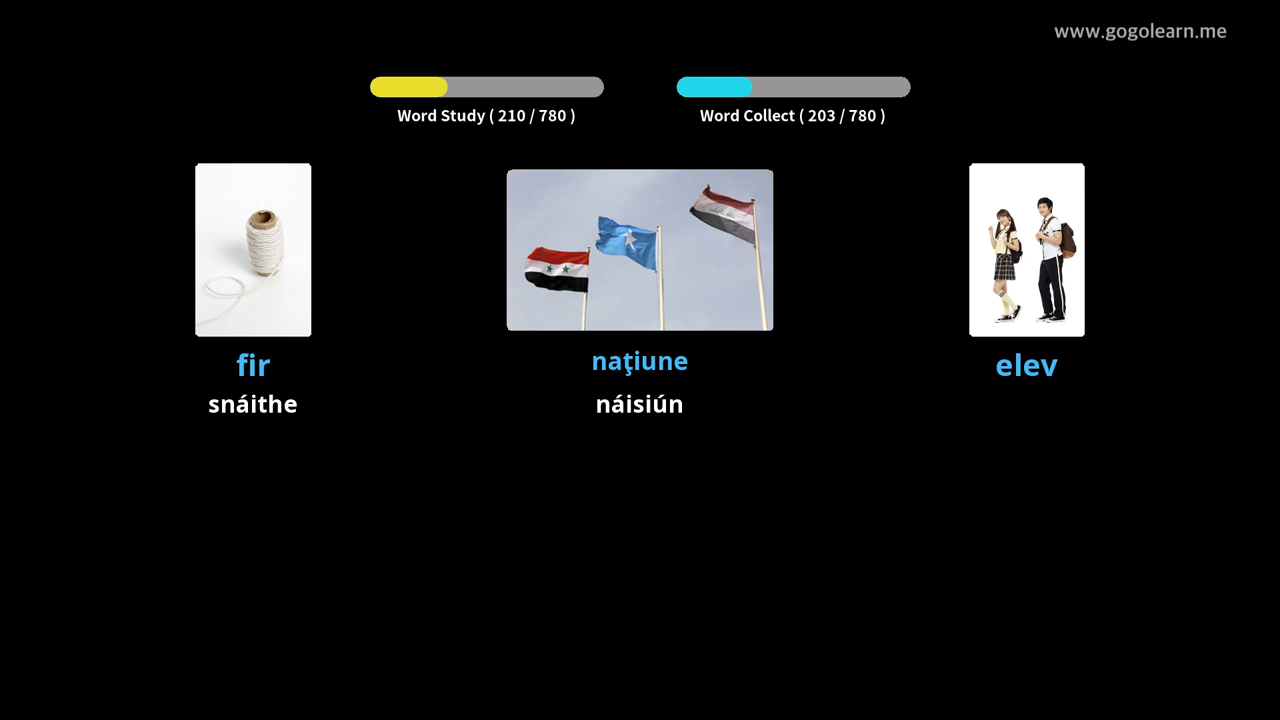 www.gogolearn.me
Word Study ( 210 / 780 )
Word Collect ( 203 / 780 )
fir
snáithe
naţiune
náisiún
elev